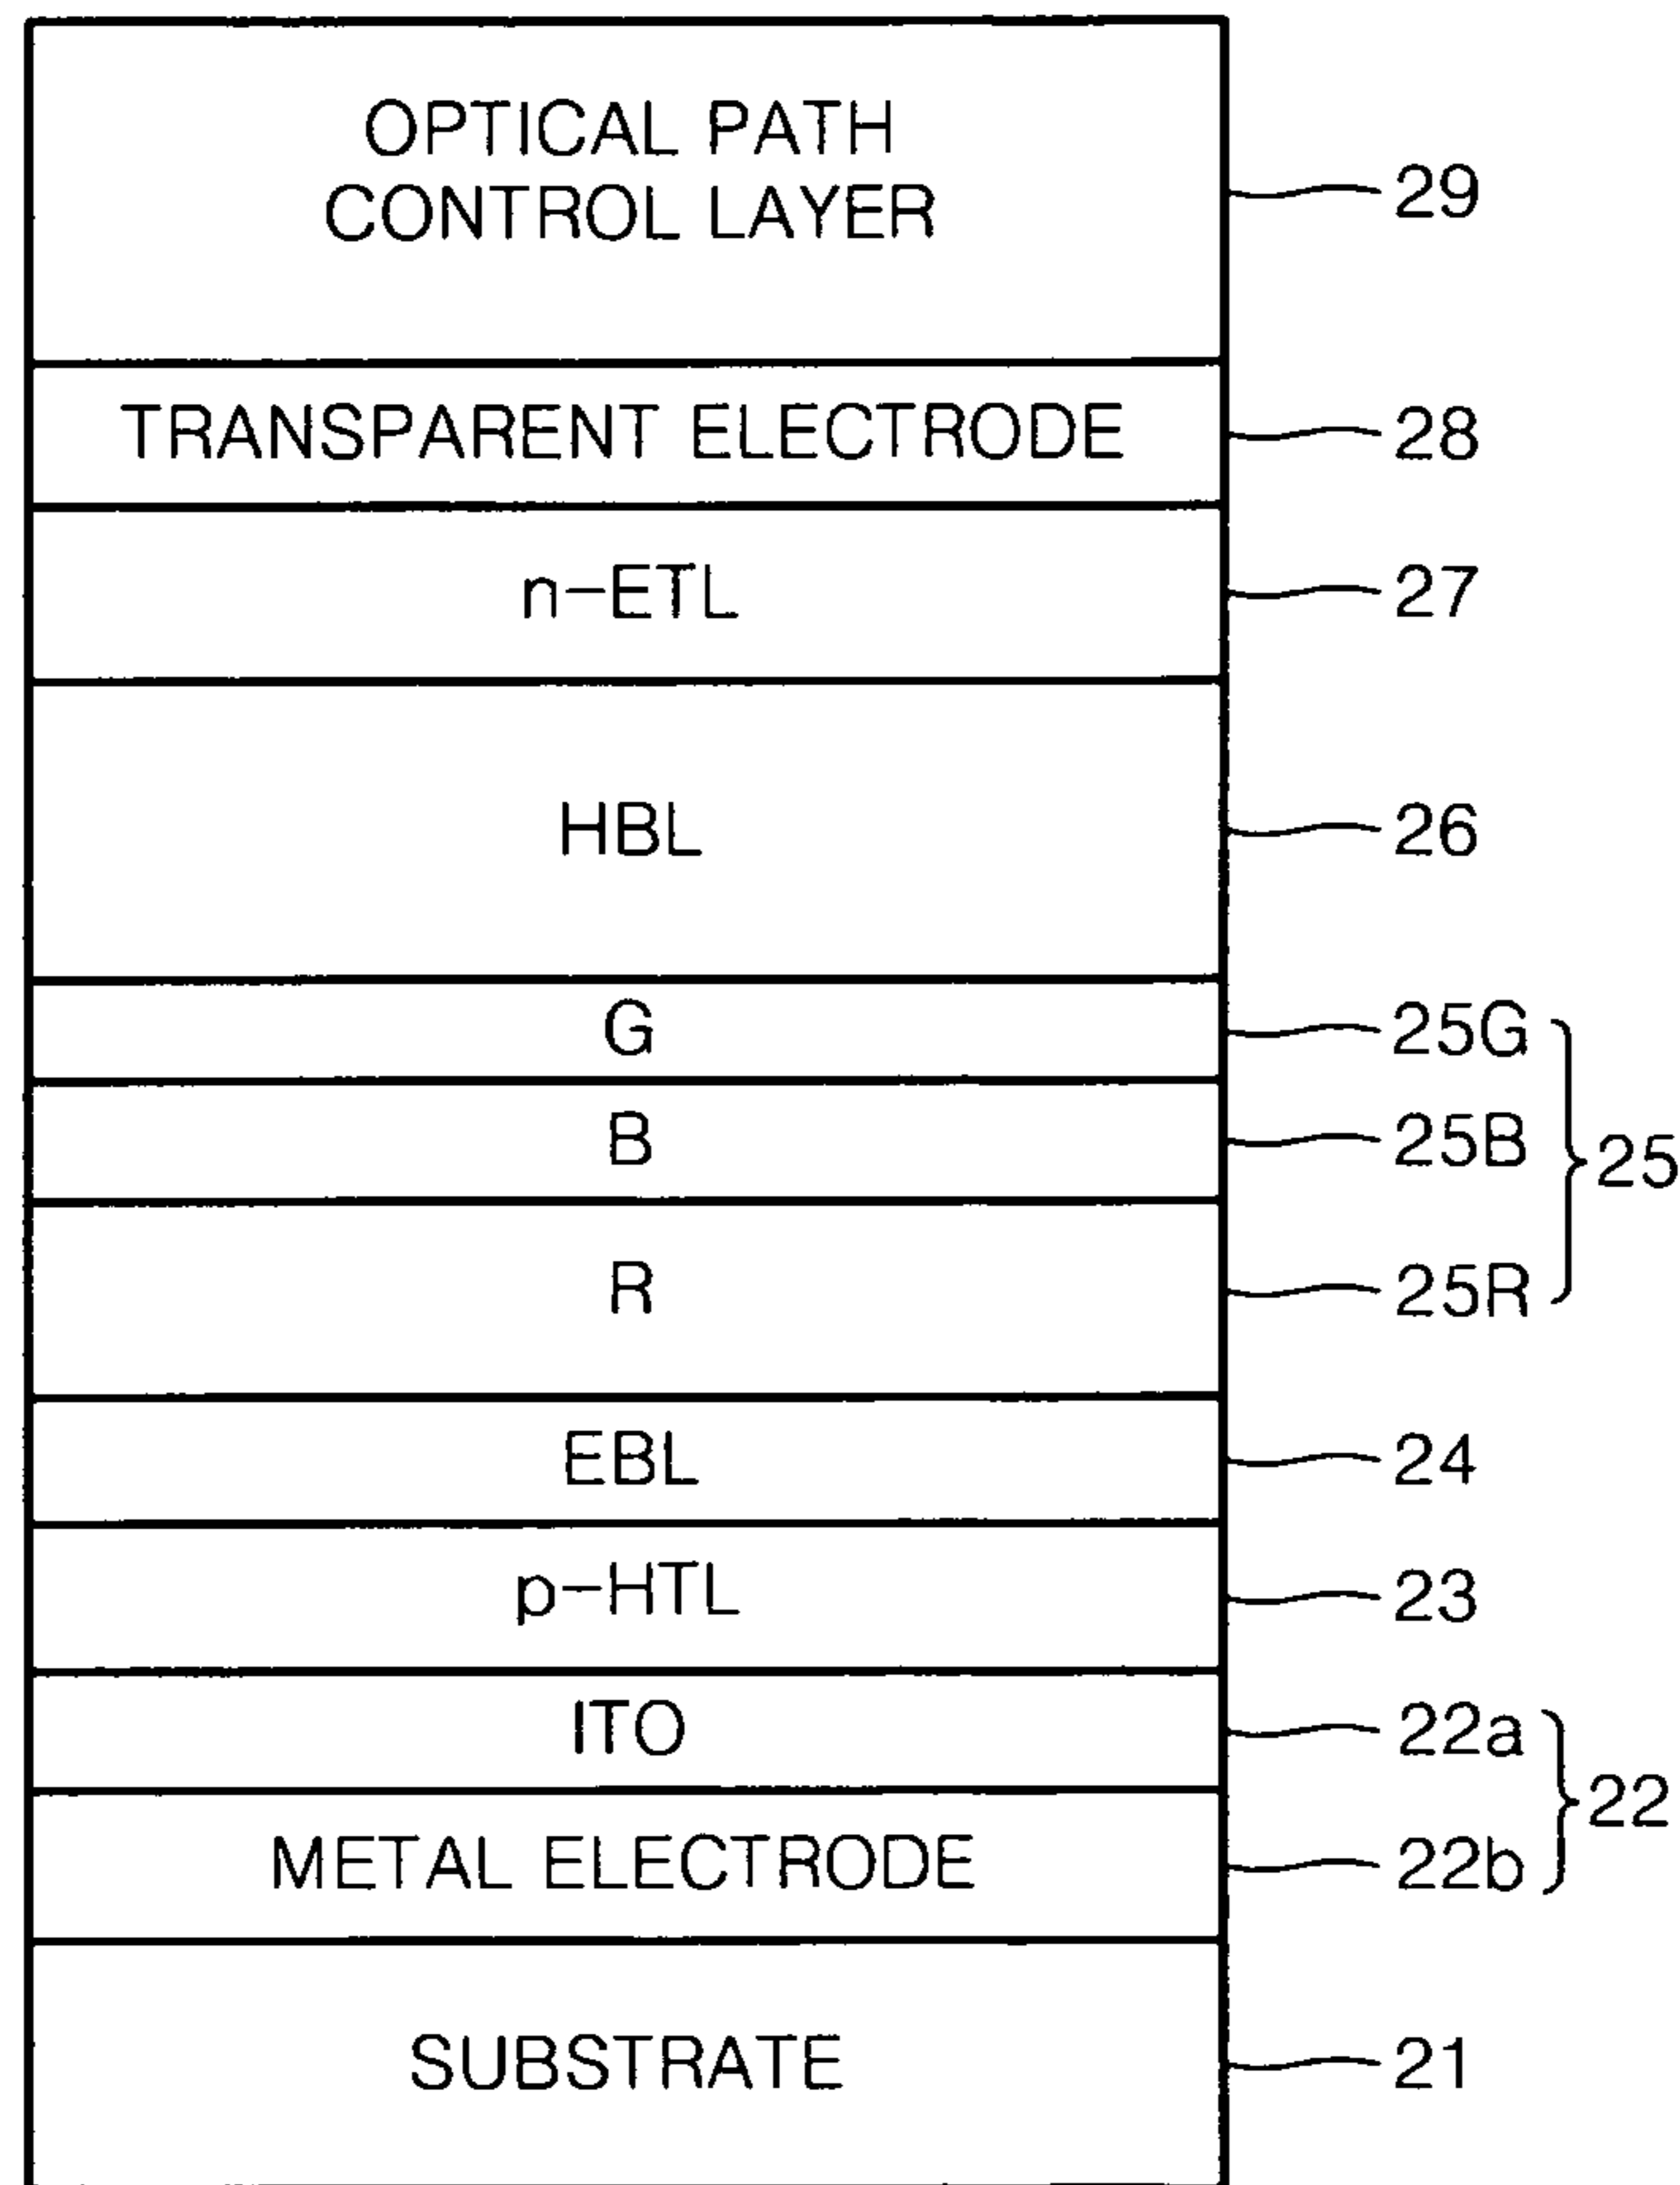 OPTICAL PATH
CONTROL LAYER
29
TRANSPARENT ELECTRODE
28
n-ETL
27
HBL
26
G
25G
B
25B
25
R
25R
EBL
24
p-HTL
23
ITO
22a
22
METAL ELECTRODE
22b
SUBSTRATE
21